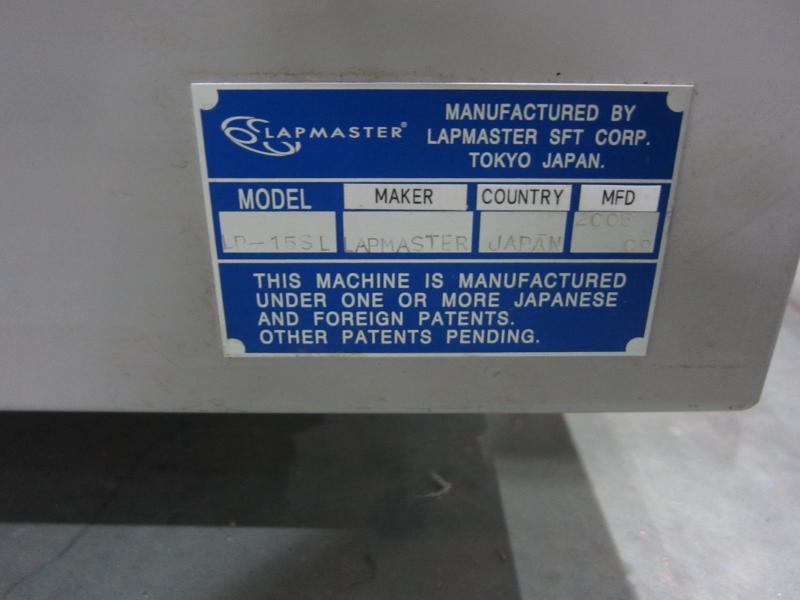 LAPMASTER®
MANUFACTURED BY
LAPMASTER SFT CORP.
TOKYO JAPAN.
MODEL MAKER COUNTRY MFD
LP-15SL LAPMASTER JAPAN
THIS MACHINE IS MANUFACTURED
UNDER ONE OR MORE JAPANESE
AND FOREIGN PATENTS.
OTHER PATENTS PENDING.